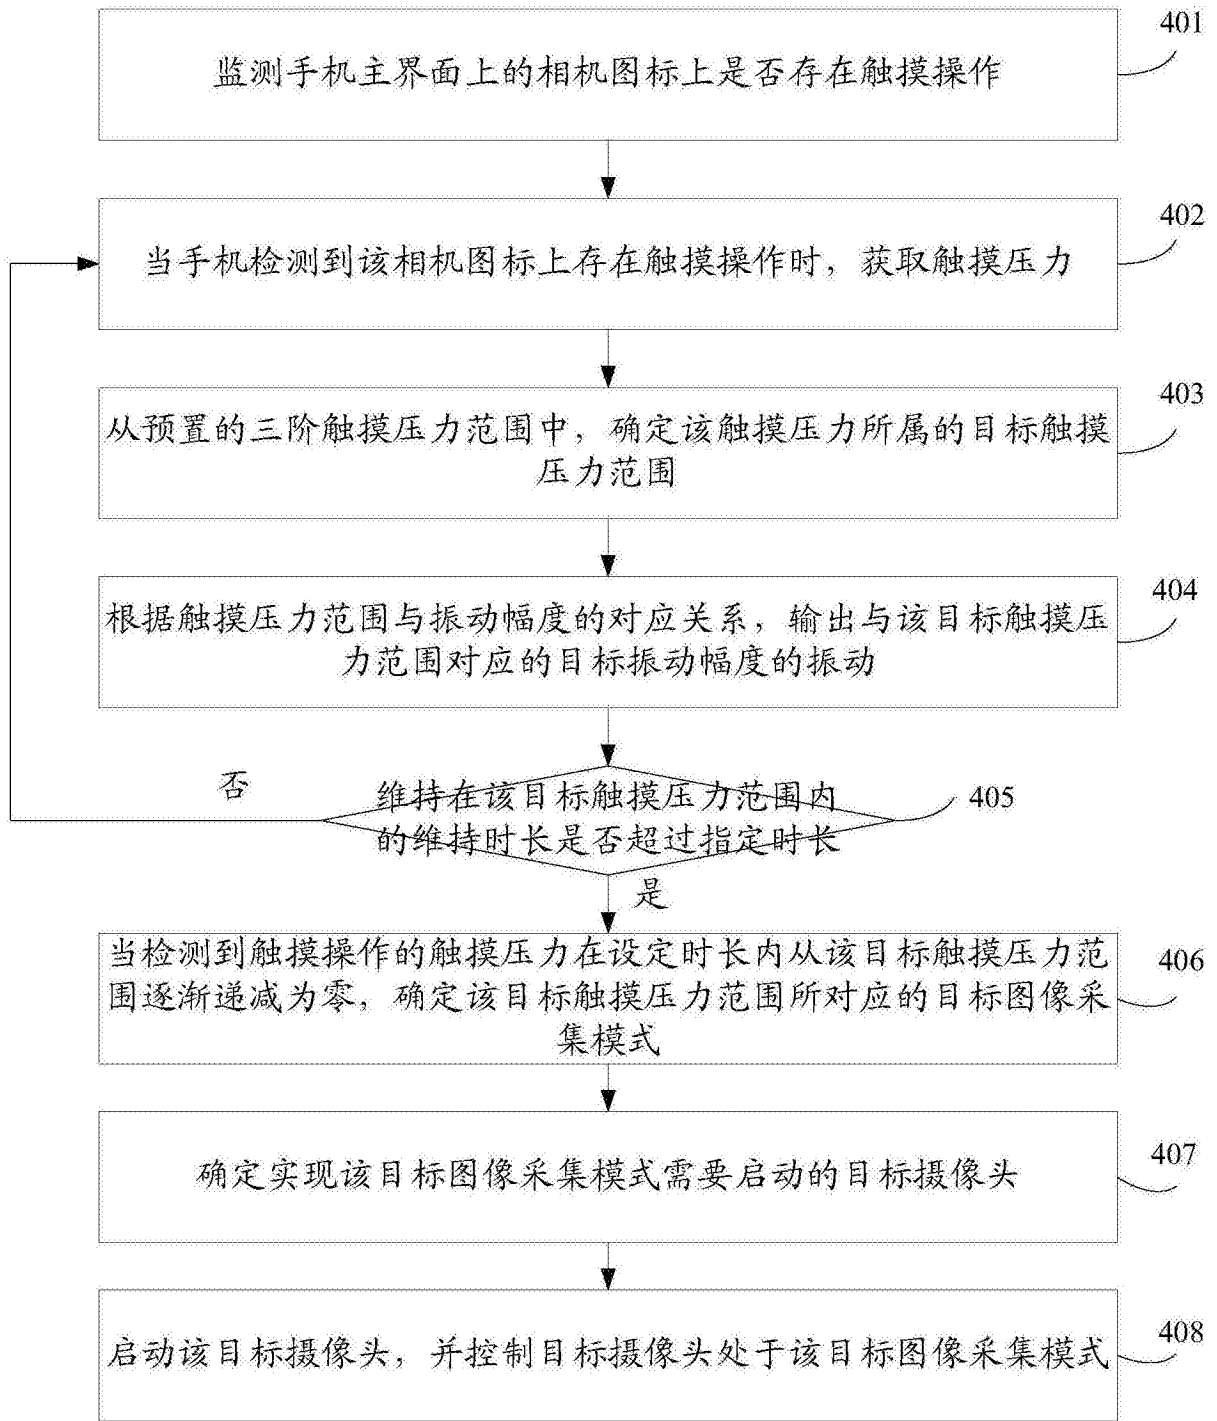 401
监测手机主界面上的相机图标上是否存在触摸操作
402
当手机检测到该相机图标上存在触摸操作时，获取触摸压力
403
从预置的三阶触摸压力范围中，确定该触摸压力所属的目标触摸
压力范围
404
根据触摸压力范围与振动幅度的对应关系，输出与该目标触摸压
力范围对应的目标振动幅度的振动
否
维持在该目标触摸压力范围内
的维持时长是否超过指定时长
405
是
当检测到触摸操作的触摸压力在设定时长内从该目标触摸压力范
围逐渐递减为零，确定该目标触摸压力范围所对应的目标图像采
集模式
406
确定实现该目标图像采集模式需要启动的目标摄像头
407
启动该目标摄像头，并控制目标摄像头处于该目标图像采集模式
408